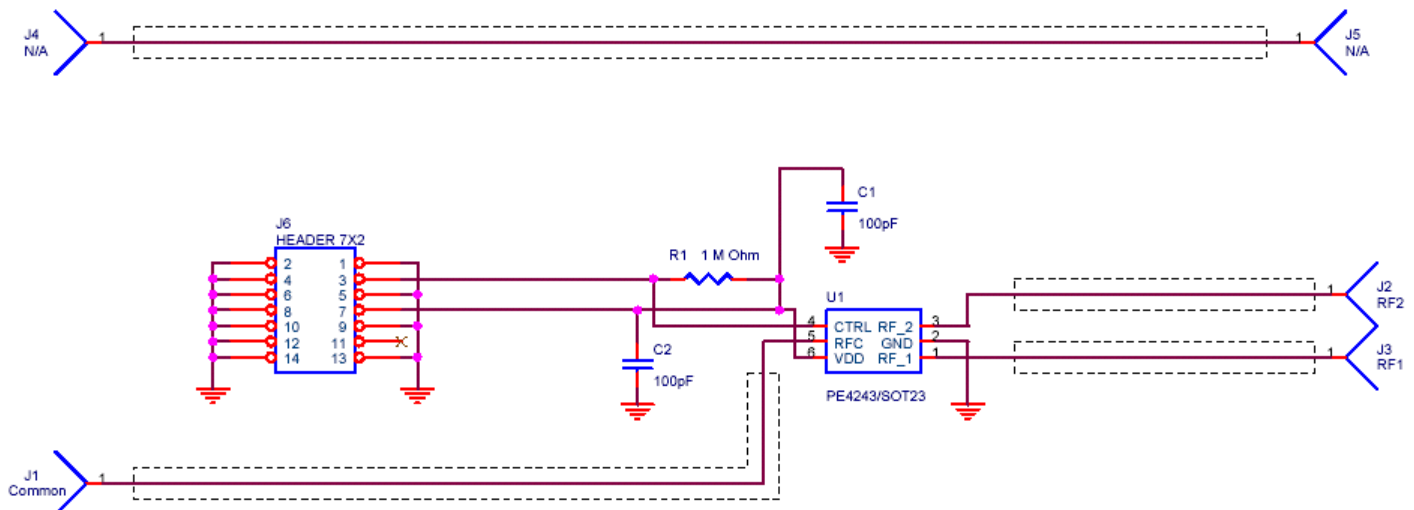 J4
N/A
1
1
J5
N/A
C1
100pF
J6
HEADER 7X2
R1 1 M Ohm
2 1
4 3
6 5
8 7
10 9
12 11
14 13
U1
4 CTRL RF_2 3
5 RFC GND 2
6 VDD RF_1 1
PE4243/SOT23
C2
100pF
1
J2
RF2
1
J3
RF1
J1
Common
1